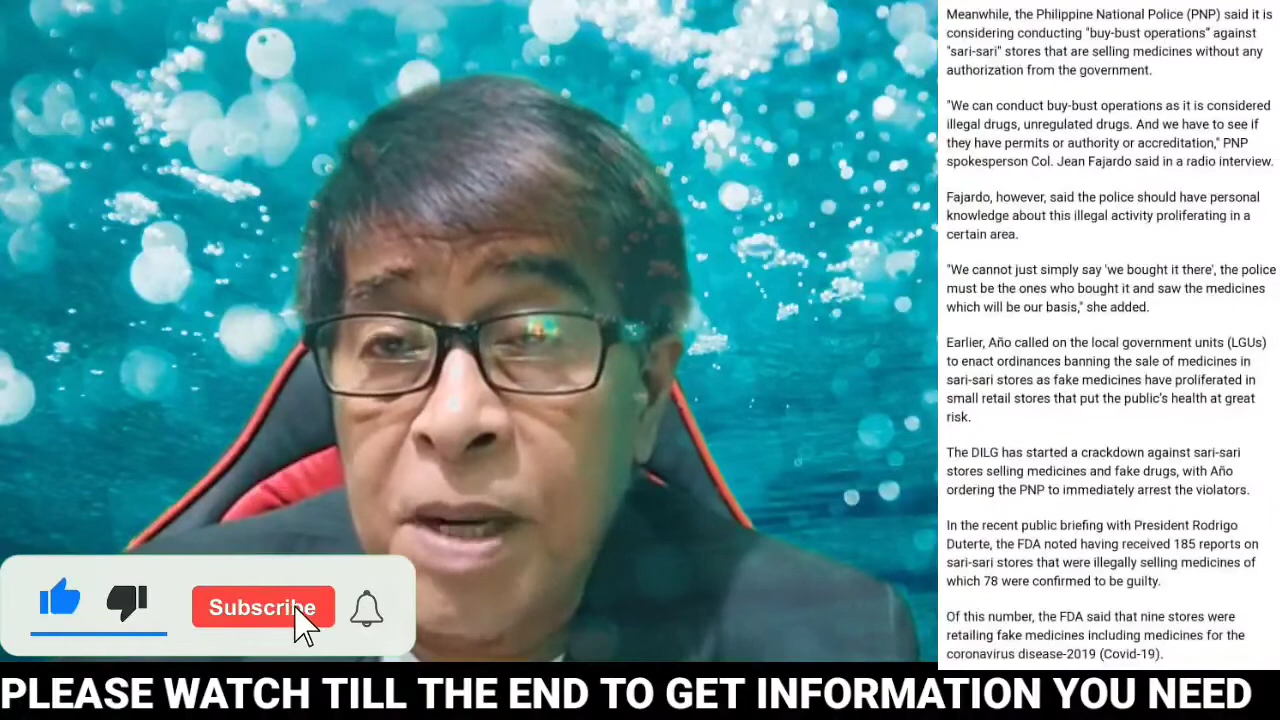 Meanwhile, the Philippine National Police (PNP) said it is
considering conducting "buy-bust operations" against
"sari-sari" stores that are selling medicines without any
authorization from the government.
"We can conduct buy-bust operations as it is considered
illegal drugs, unregulated drugs. And we have to see if
they have permits or authority or accreditation," PNP
spokesperson Col. Jean Fajardo said in a radio interview.
Fajardo, however, said the police should have personal
knowledge about this illegal activity proliferating in a
certain area.
"We cannot just simply say 'we bought it there', the police
must be the ones who bought it and saw the medicines
which will be our basis," she added.
Earlier, Año called on the local government units (LGUs)
to enact ordinances banning the sale of medicines in
sari-sari stores as fake medicines have proliferated in
small retail stores that put the public's health at great
risk.
The DILG has started a crackdown against sari-sari
stores selling medicines and fake drugs, with Año
ordering the PNP to immediately arrest the violators.
In the recent public briefing with President Rodrigo
Duterte, the FDA noted having received 185 reports on
sari-sari stores that were illegally selling medicines of
which 78 were confirmed to be guilty.
Of this number, the FDA said that nine stores were
retailing fake medicines including medicines for the
coronavirus disease-2019 (Covid-19).
Subscribe
PLEASE WATCH TILL THE END TO GET INFORMATION YOU NEED